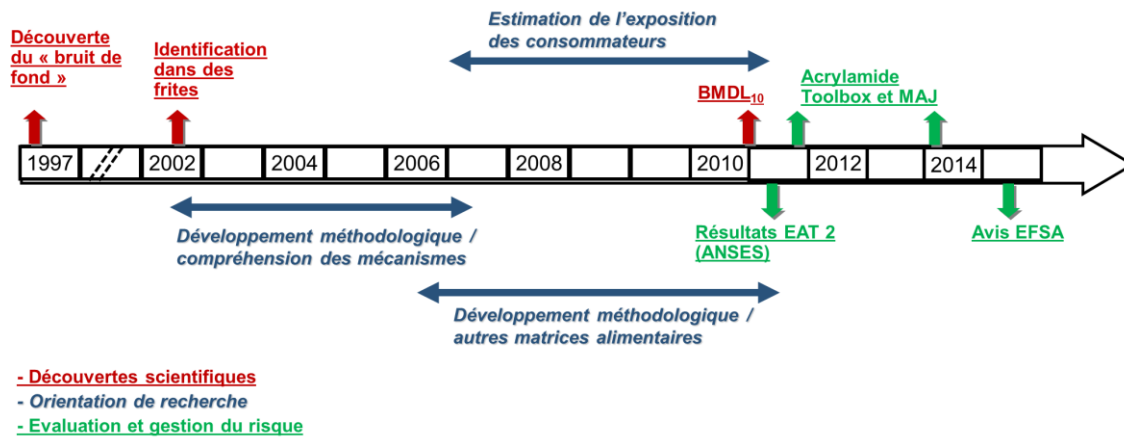 Estimation de l’exposition
des consommateurs
Découverte
du « bruit de
fond »
Identification
dans des
frites
BMDL10
Acrylamide
Toolbox et MAJ
1997
2002
2004
2006
2008
2010
2012
2014
Développement méthodologique /
compréhension des mécanismes
Résultats EAT 2
(ANSES)
Avis EFSA
Développement méthodologique /
autres matrices alimentaires
- Découvertes scientifiques
- Orientation de recherche
- Evaluation et gestion du risque